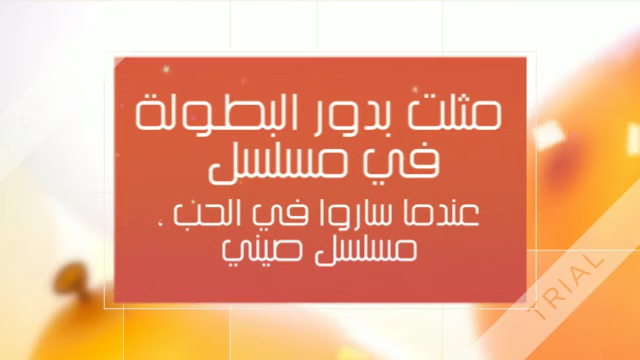 مثلت بدور البطولة
في مسلسل
عندما ساروا في الحب .
مسلسل صيني
TRIAL